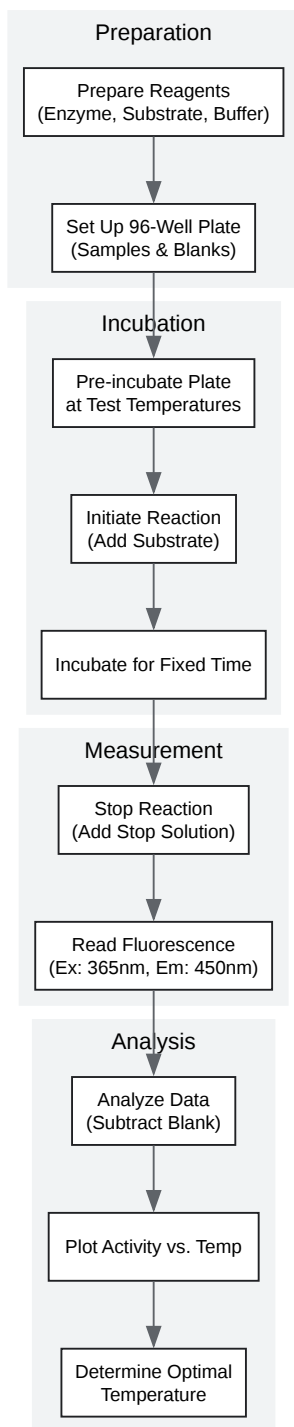 Preparation
Prepare Reagents
(Enzyme, Substrate, Buffer)
Set Up 96-Well Plate
(Samples & Blanks)
Incubation
Pre-incubate Plate
at Test Temperatures
Initiate Reaction
(Add Substrate)
Incubate for Fixed Time
Measurement
Stop Reaction
(Add Stop Solution)
Read Fluorescence
(Ex: 365nm, Em: 450nm)
Analysis
Analyze Data
(Subtract Blank)
Plot Activity vs. Temp
Determine Optimal
Temperature